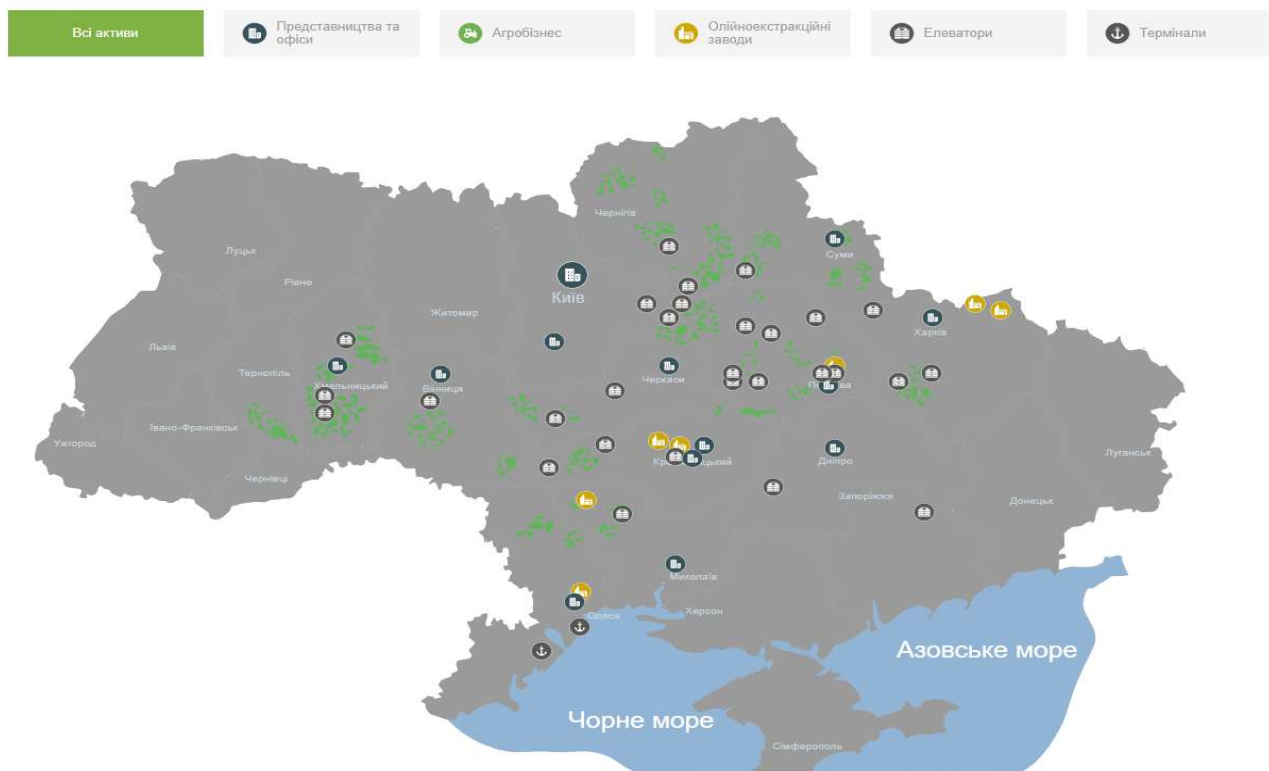 Всі активи
Представництва та
офіси
Агробізнес
Олійноекстракційні
заводи
Елеватори
Термінали
Чернігів
Луцьк
Суми
Рівне
Київ
Житомир
Харків
Львів
Тернопіль
Черкаси
Хмельницький
Вінниця
Івано-Франківськ
Ужгород
Луганськ
Дніпро
Чернівці
Запоріжжя
Донецьк
Миколаїв
Херсон
Одеса
Азовське море
Чорне море
Сімферополь